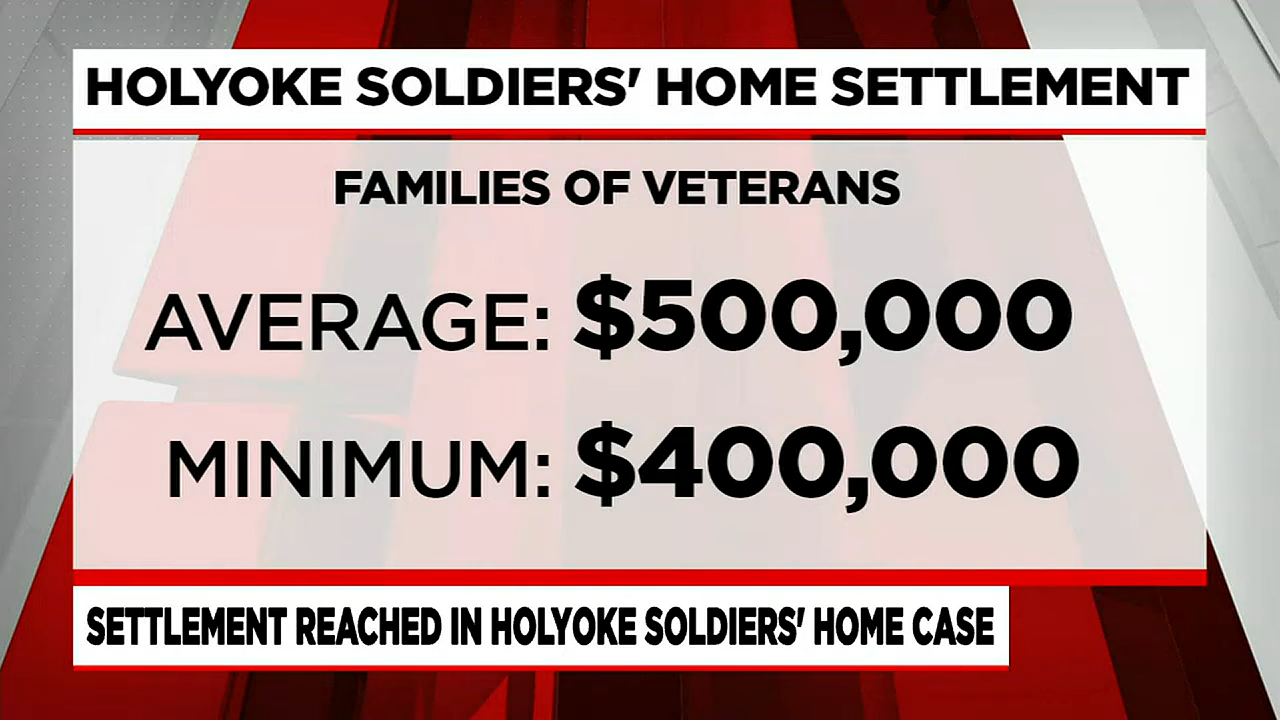 HOLYOKE SOLDIERS' HOME SETTLEMENT
FAMILIES OF VETERANS
AVERAGE: $500,000
MINIMUM: $400,000
SETTLEMENT REACHED IN HOLYOKE SOLDIERS' HOME CASE